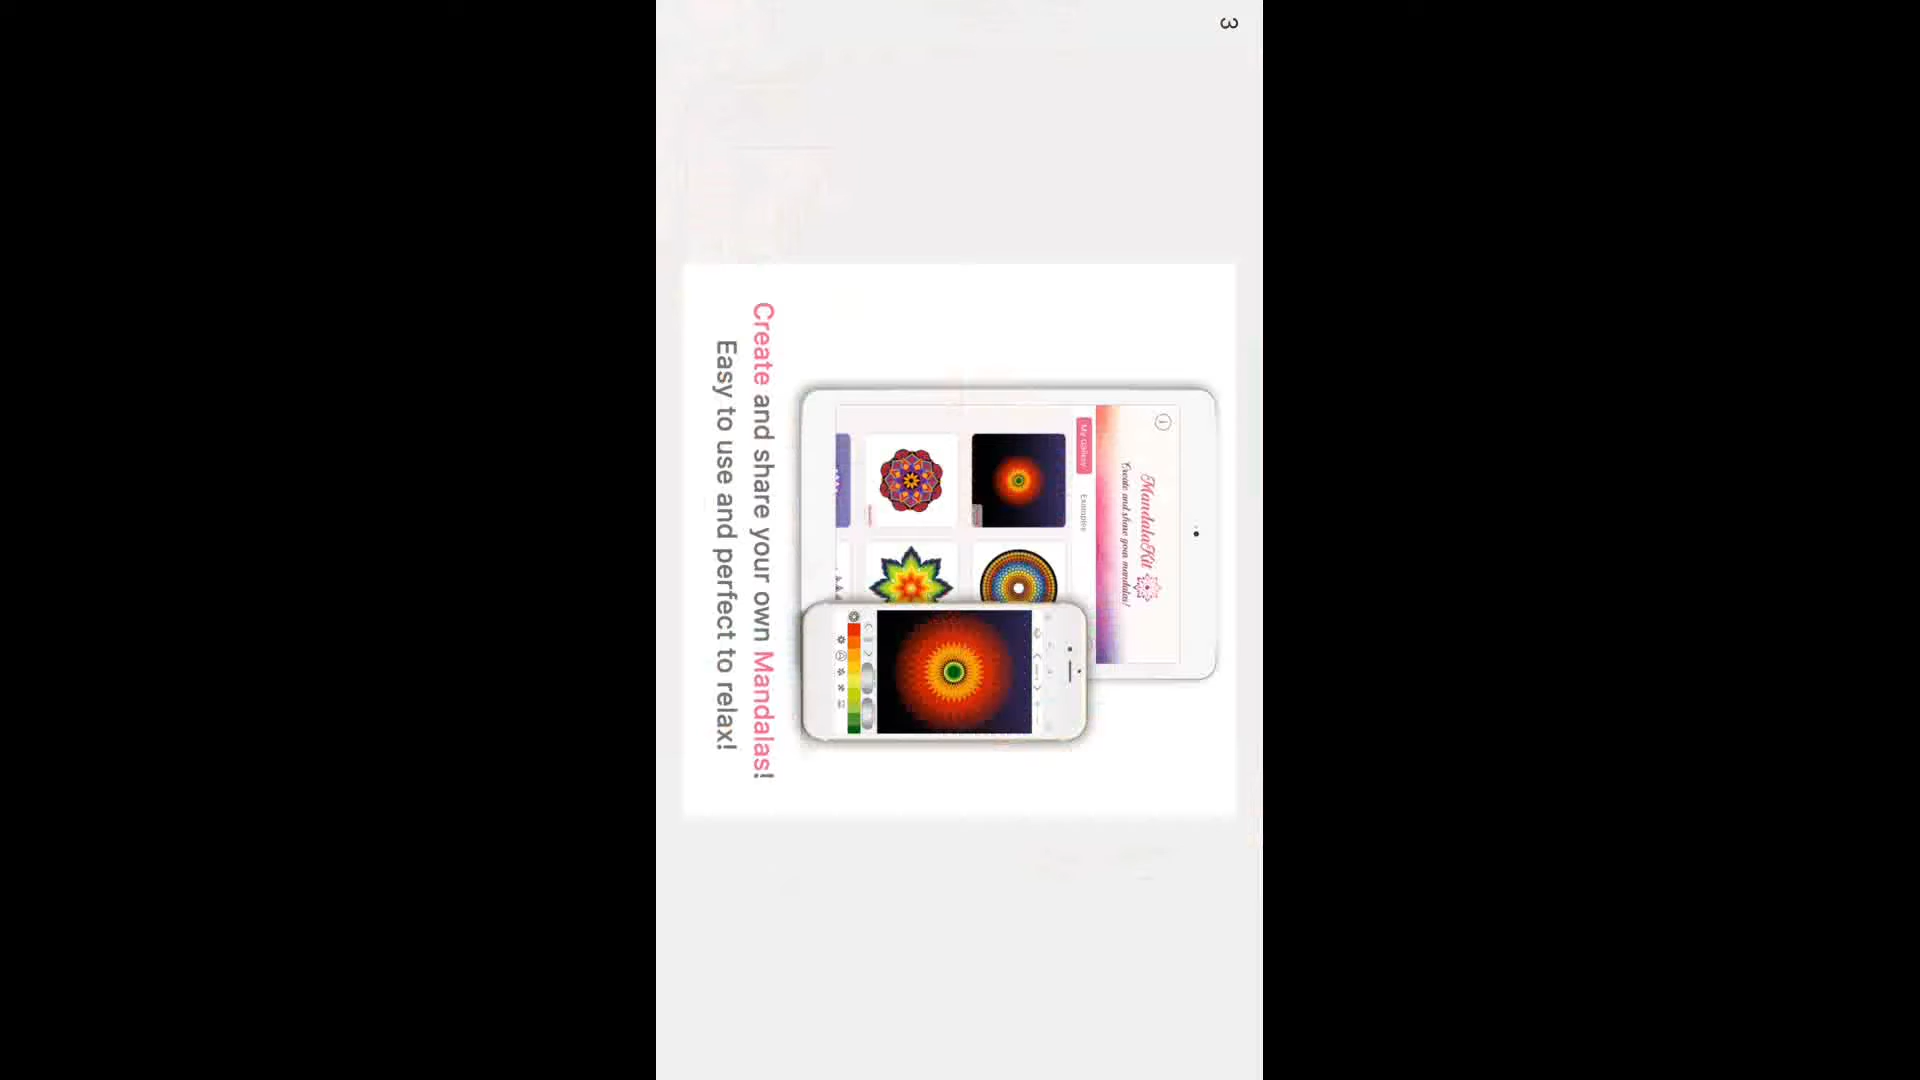 3
MandalaKit
Create and share your mandalas!
My Gallery
Examples
Create and share your own Mandalas!
Easy to use and perfect to relax!